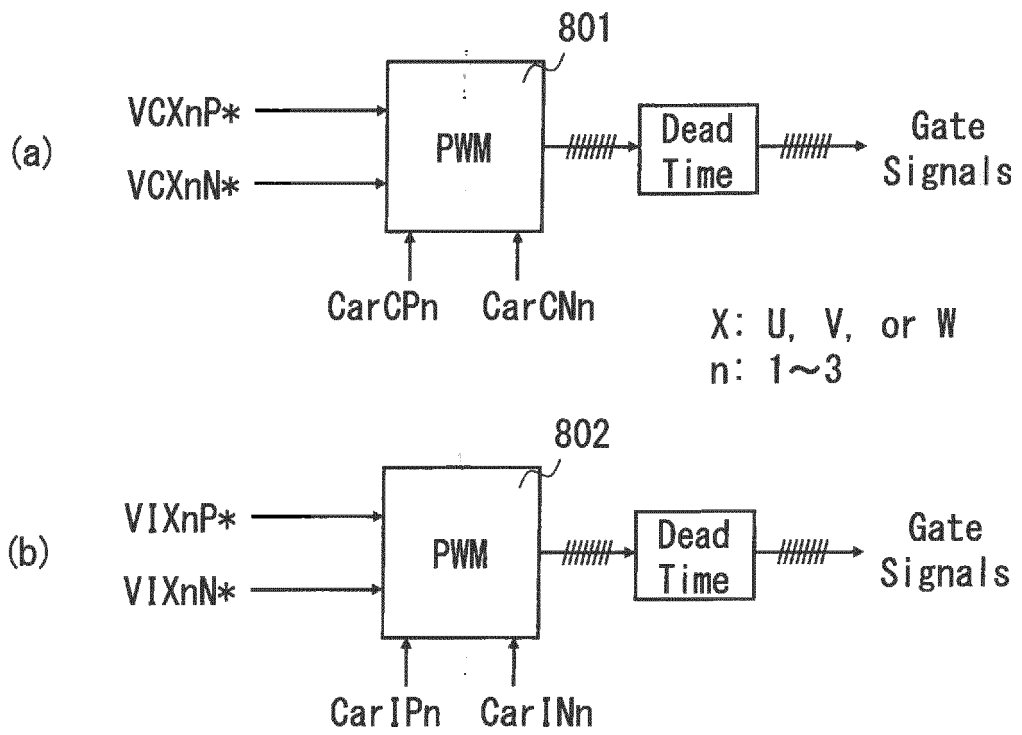 801
VCXnP*
VCXnN*
(a)
PWM
Dead
Time
Gate
Signals
CarCPn
CarCNn
X: U, V, or W
n: 1~3
802
VIXnP*
VIXnN*
(b)
PWM
Dead
Time
Gate
Signals
CarIPn
CarINn